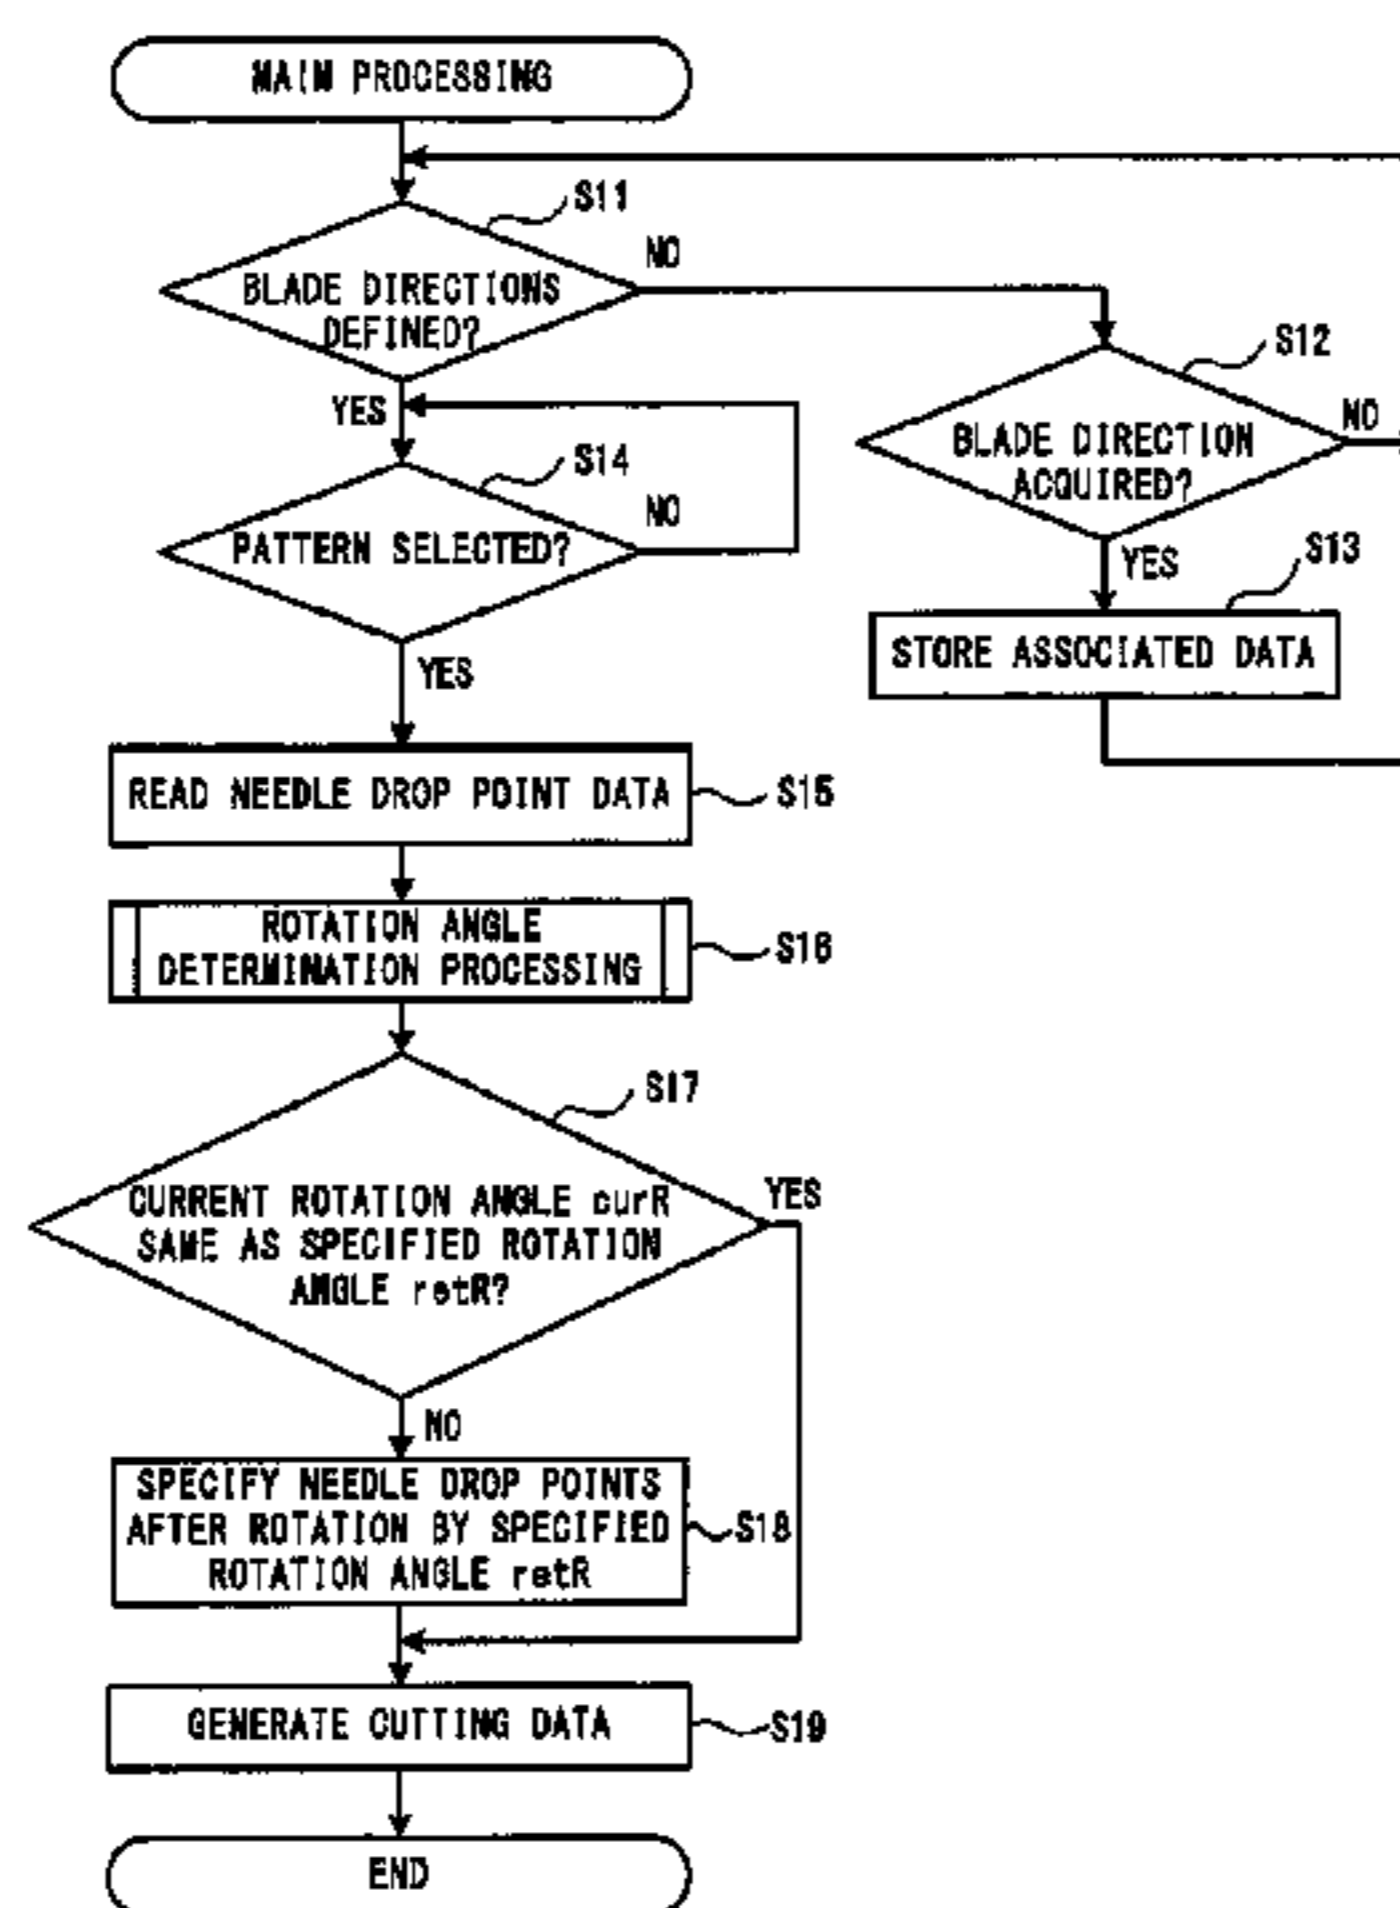 MAIN PROCESSING
S11
BLADE DIRECTIONS
DEFINED?
NO
YES
S12
BLADE DIRECTION
ACQUIRED?
NO
YES
S13
STORE ASSOCIATED DATA
S14
PATTERN SELECTED?
NO
YES
READ NEEDLE DROP POINT DATA
S15
ROTATION ANGLE
DETERMINATION PROCESSING
S16
S17
CURRENT ROTATION ANGLE curR
SAME AS SPECIFIED ROTATION
ANGLE retR?
YES
NO
SPECIFY NEEDLE DROP POINTS
AFTER ROTATION BY SPECIFIED
ROTATION ANGLE retR
S18
GENERATE CUTTING DATA
S19
END